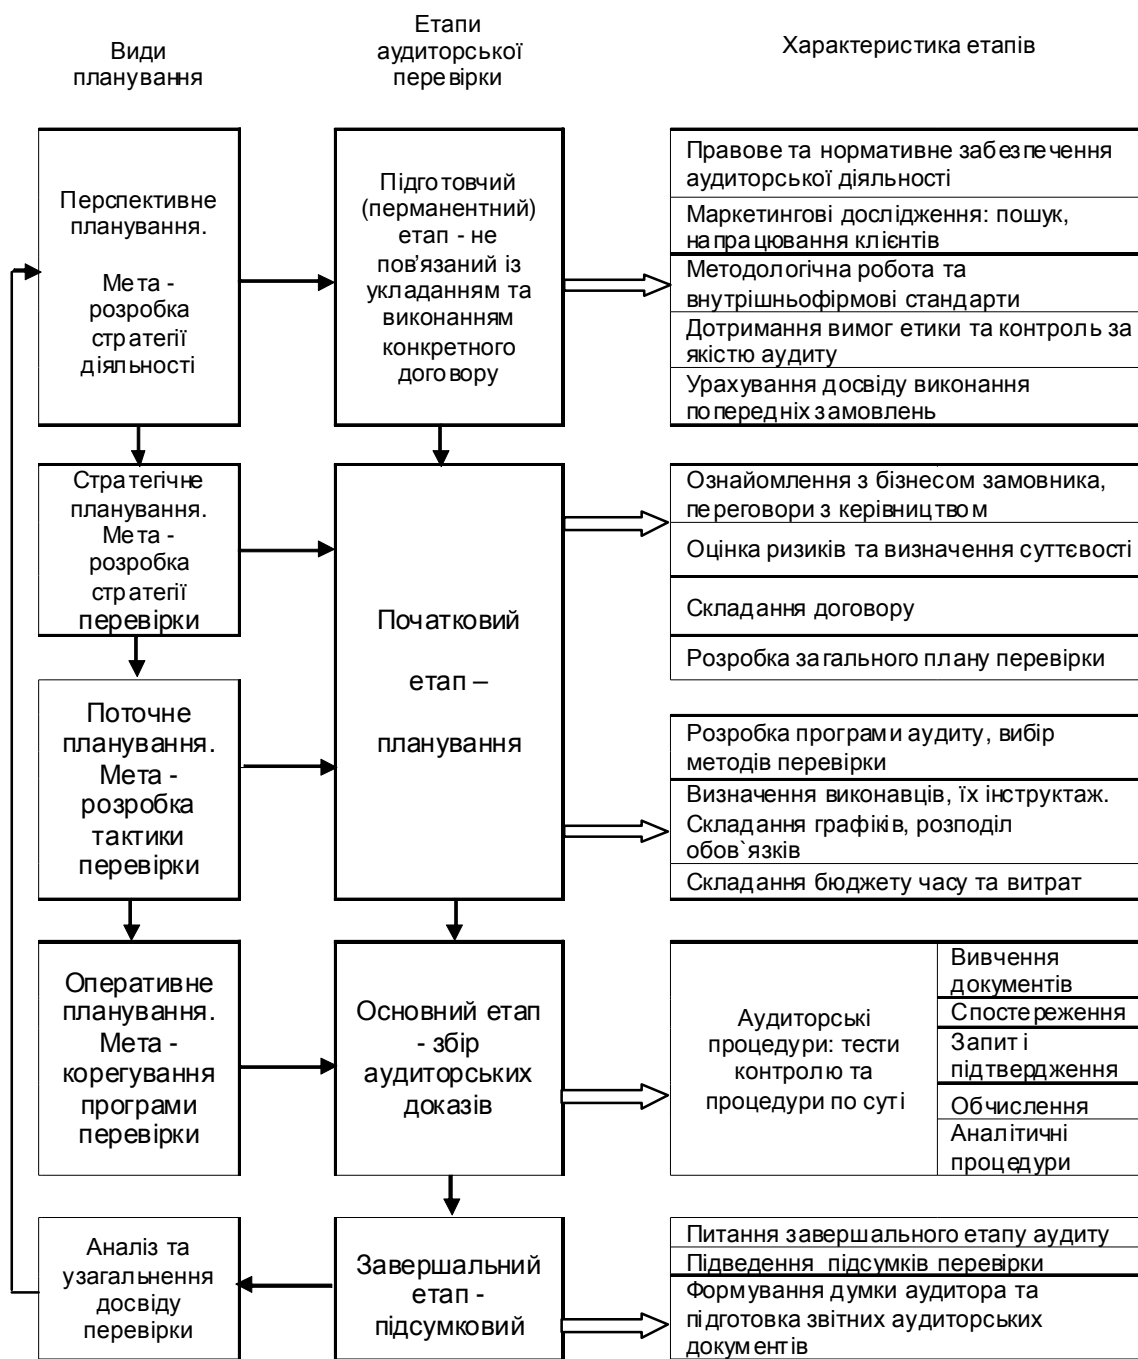 Види
планування
Етапи
аудиторської
перевірки
Характеристика етапів
Перспективне
планування.
Мета -
розробка
стратегії
діяльності
Підготовчий
(перманентний)
етап - не
пов’язаний із
укладанням та
виконанням
конкретного
договору
Правове та нормативне забезпечення
аудиторської діяльності
Маркетингові дослідження: пошук,
напрацювання клієнтів
Методологічна робота та
внутрішньофірмові стандарти
Дотримання вимог етики та контроль за
якістю аудиту
Урахування досвіду виконання
попередніх замовлень
Стратегічне
планування.
Мета -
розробка
стратегії
перевірки
Початковий
етап –
планування
Ознайомлення з бізнесом замовника,
переговори з керівництвом
Оцінка ризиків та визначення суттєвості
Складання договору
Розробка загального плану перевірки
Поточне
планування.
Мета -
розробка
тактики
перевірки
Розробка програми аудиту, вибір
методів перевірки
Визначення виконавців, їх інструктаж.
Складання графіків, розподіл
обов`язків
Складання бюджету часу та витрат
Оперативне
планування.
Мета -
корегування
програми
перевірки
Основний етап
- збір
аудиторських
доказів
Аудиторські
процедури: тести
контролю та
процедури по суті
Вивчення
документів
Спостереження
Запит і
підтвердження
Обчислення
Аналітичні
процедури
Аналіз та
узагальнення
досвіду
перевірки
Завершальний
етап -
підсумковий
Питання завершального етапу аудиту
Підведення підсумків перевірки
Формування думки аудитора та
підготовка звітних аудиторських
документів